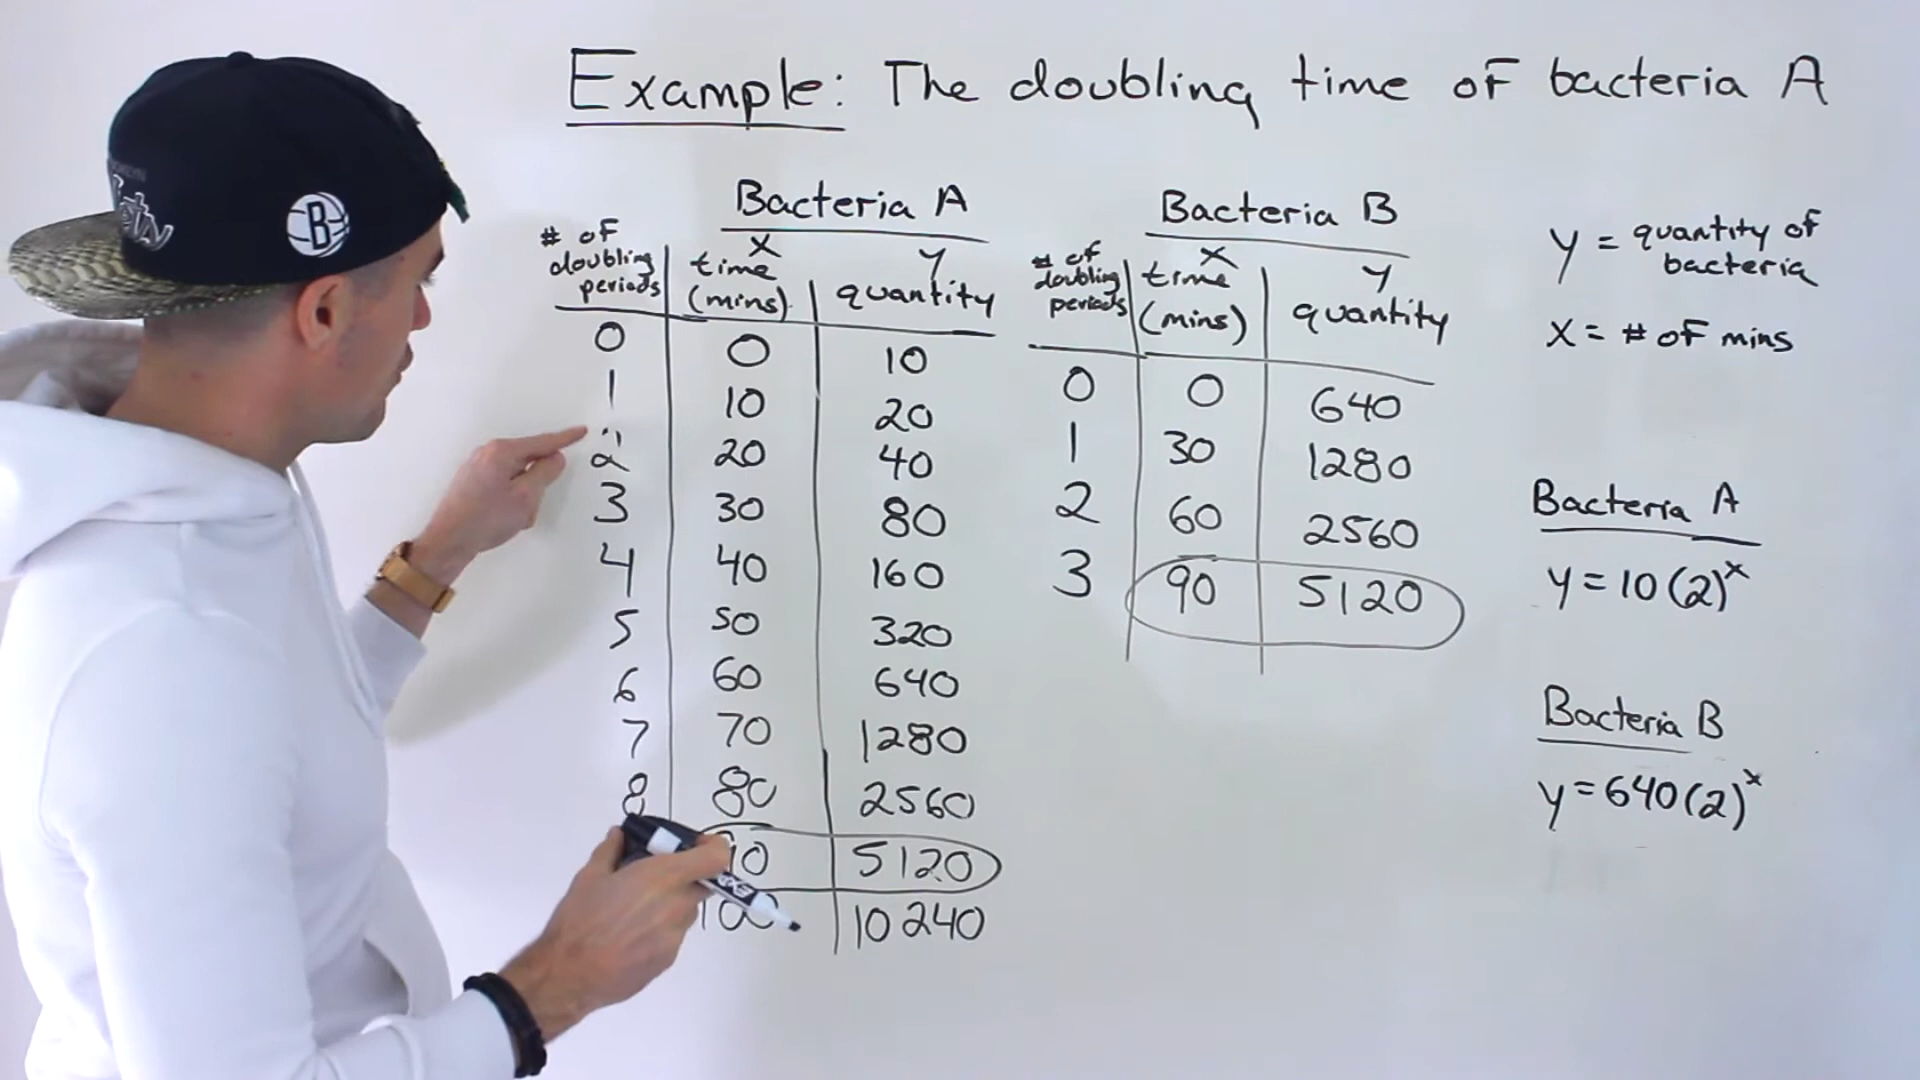 Example: The doubling time of bacteria A
Bacteria A
# of doubling periods | x time (mins) | y quantity
0 0 10
1 10 20
2 20 40
3 30 80
4 40 160
5 50 320
6 60 640
7 70 1280
8 80 2560
5120
100 10 240
Bacteria B
# of doubling periods | x time (mins) | y quantity
0 0 640
1 30 1280
2 60 2560
3 90 5120
y = quantity of
bacteria
x = # of mins
Bacteria A
y = 10(2)^x
Bacteria B
y = 640(2)^x
B